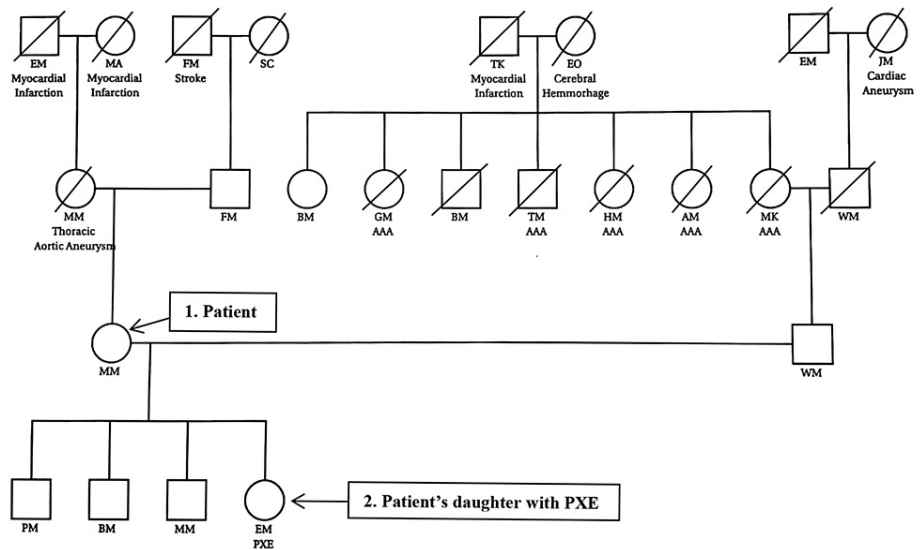 EM
Myocardial
Infarction
MA
Myocardial
Infarction
FM
Stroke
SC
TK
Myocardial
Infarction
EO
Cerebral
Hemmorhage
EM
JM
Cardiac
Aneurysm
MM
Thoracic
Aortic Aneurysm
FM
BM
GM
AAA
BM
TM
AAA
HM
AAA
AM
AAA
MK
AAA
WM
1. Patient
MM
WM
PM
BM
MM
EM
PXE
2. Patient's daughter with PXE